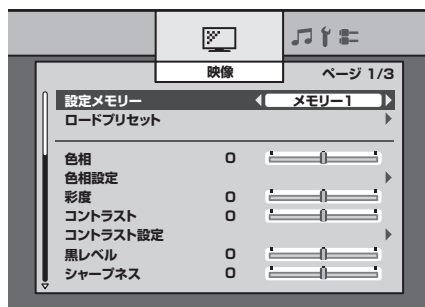 映像
ページ 1/3
設定メモリー メモリー1
ロードプリセット
色相 0
色相設定
彩度 0
コントラスト 0
コントラスト設定
黒レベル 0
シャープネス 0